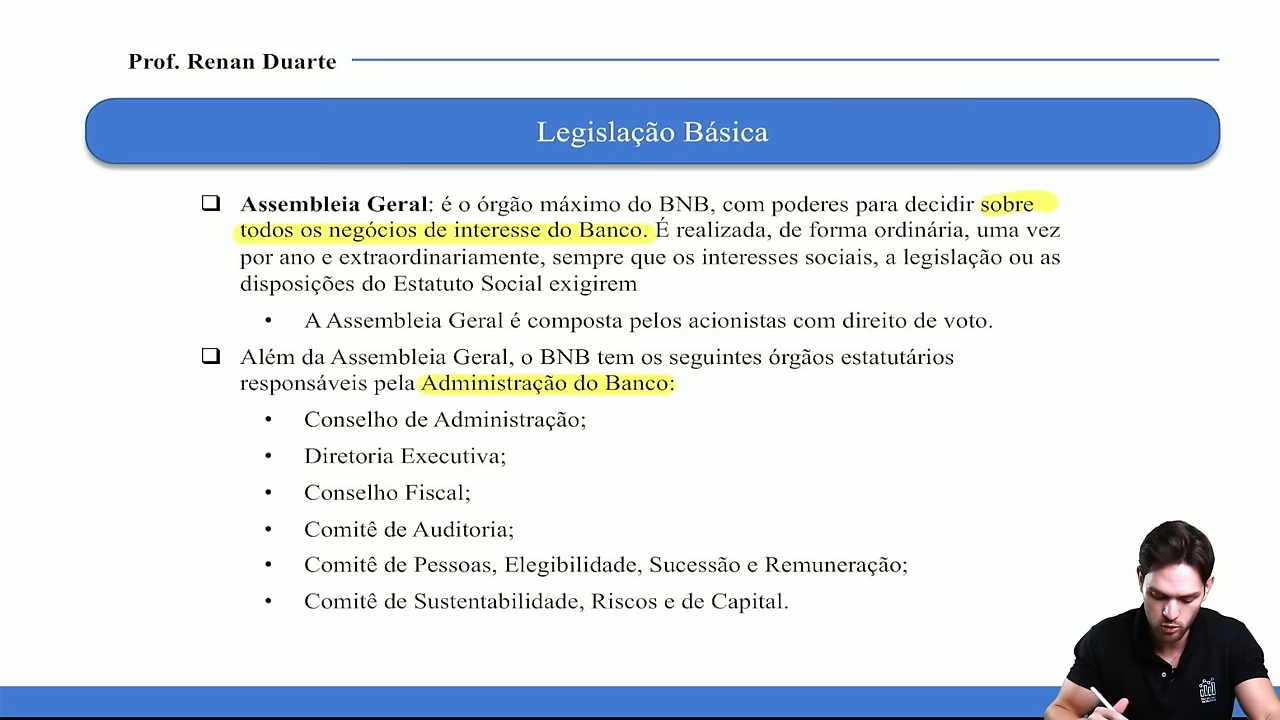 Prof. Renan Duarte
Legislação Básica
Assembleia Geral: é o órgão máximo do BNB, com poderes para decidir sobre
todos os negócios de interesse do Banco. É realizada, de forma ordinária, uma vez
por ano e extraordinariamente, sempre que os interesses sociais, a legislação ou as
disposições do Estatuto Social exigirem
• A Assembleia Geral é composta pelos acionistas com direito de voto.
Além da Assembleia Geral, o BNB tem os seguintes órgãos estatutários
responsáveis pela Administração do Banco:
• Conselho de Administração;
• Diretoria Executiva;
• Conselho Fiscal;
• Comitê de Auditoria;
• Comitê de Pessoas, Elegibilidade, Sucessão e Remuneração;
• Comitê de Sustentabilidade, Riscos e de Capital.